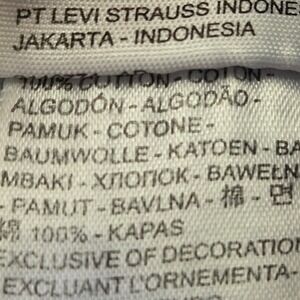 PT LEVI STRAUSS INDONE
JAKARTA - INDONESIA
100% COTTON - COTON -
ALGODÓN - ALGODÃO -
PAMUK - COTONE -
BAUMWOLLE - KATOEN - BA
MBAKI - ХЛОПОК - BAWEŁN
- PAMUT - BAVLNA - 棉 - 면
綿 100% - KAPAS
EXCLUSIVE OF DECORATION
EXCLUANT L'ORNEMENTA-